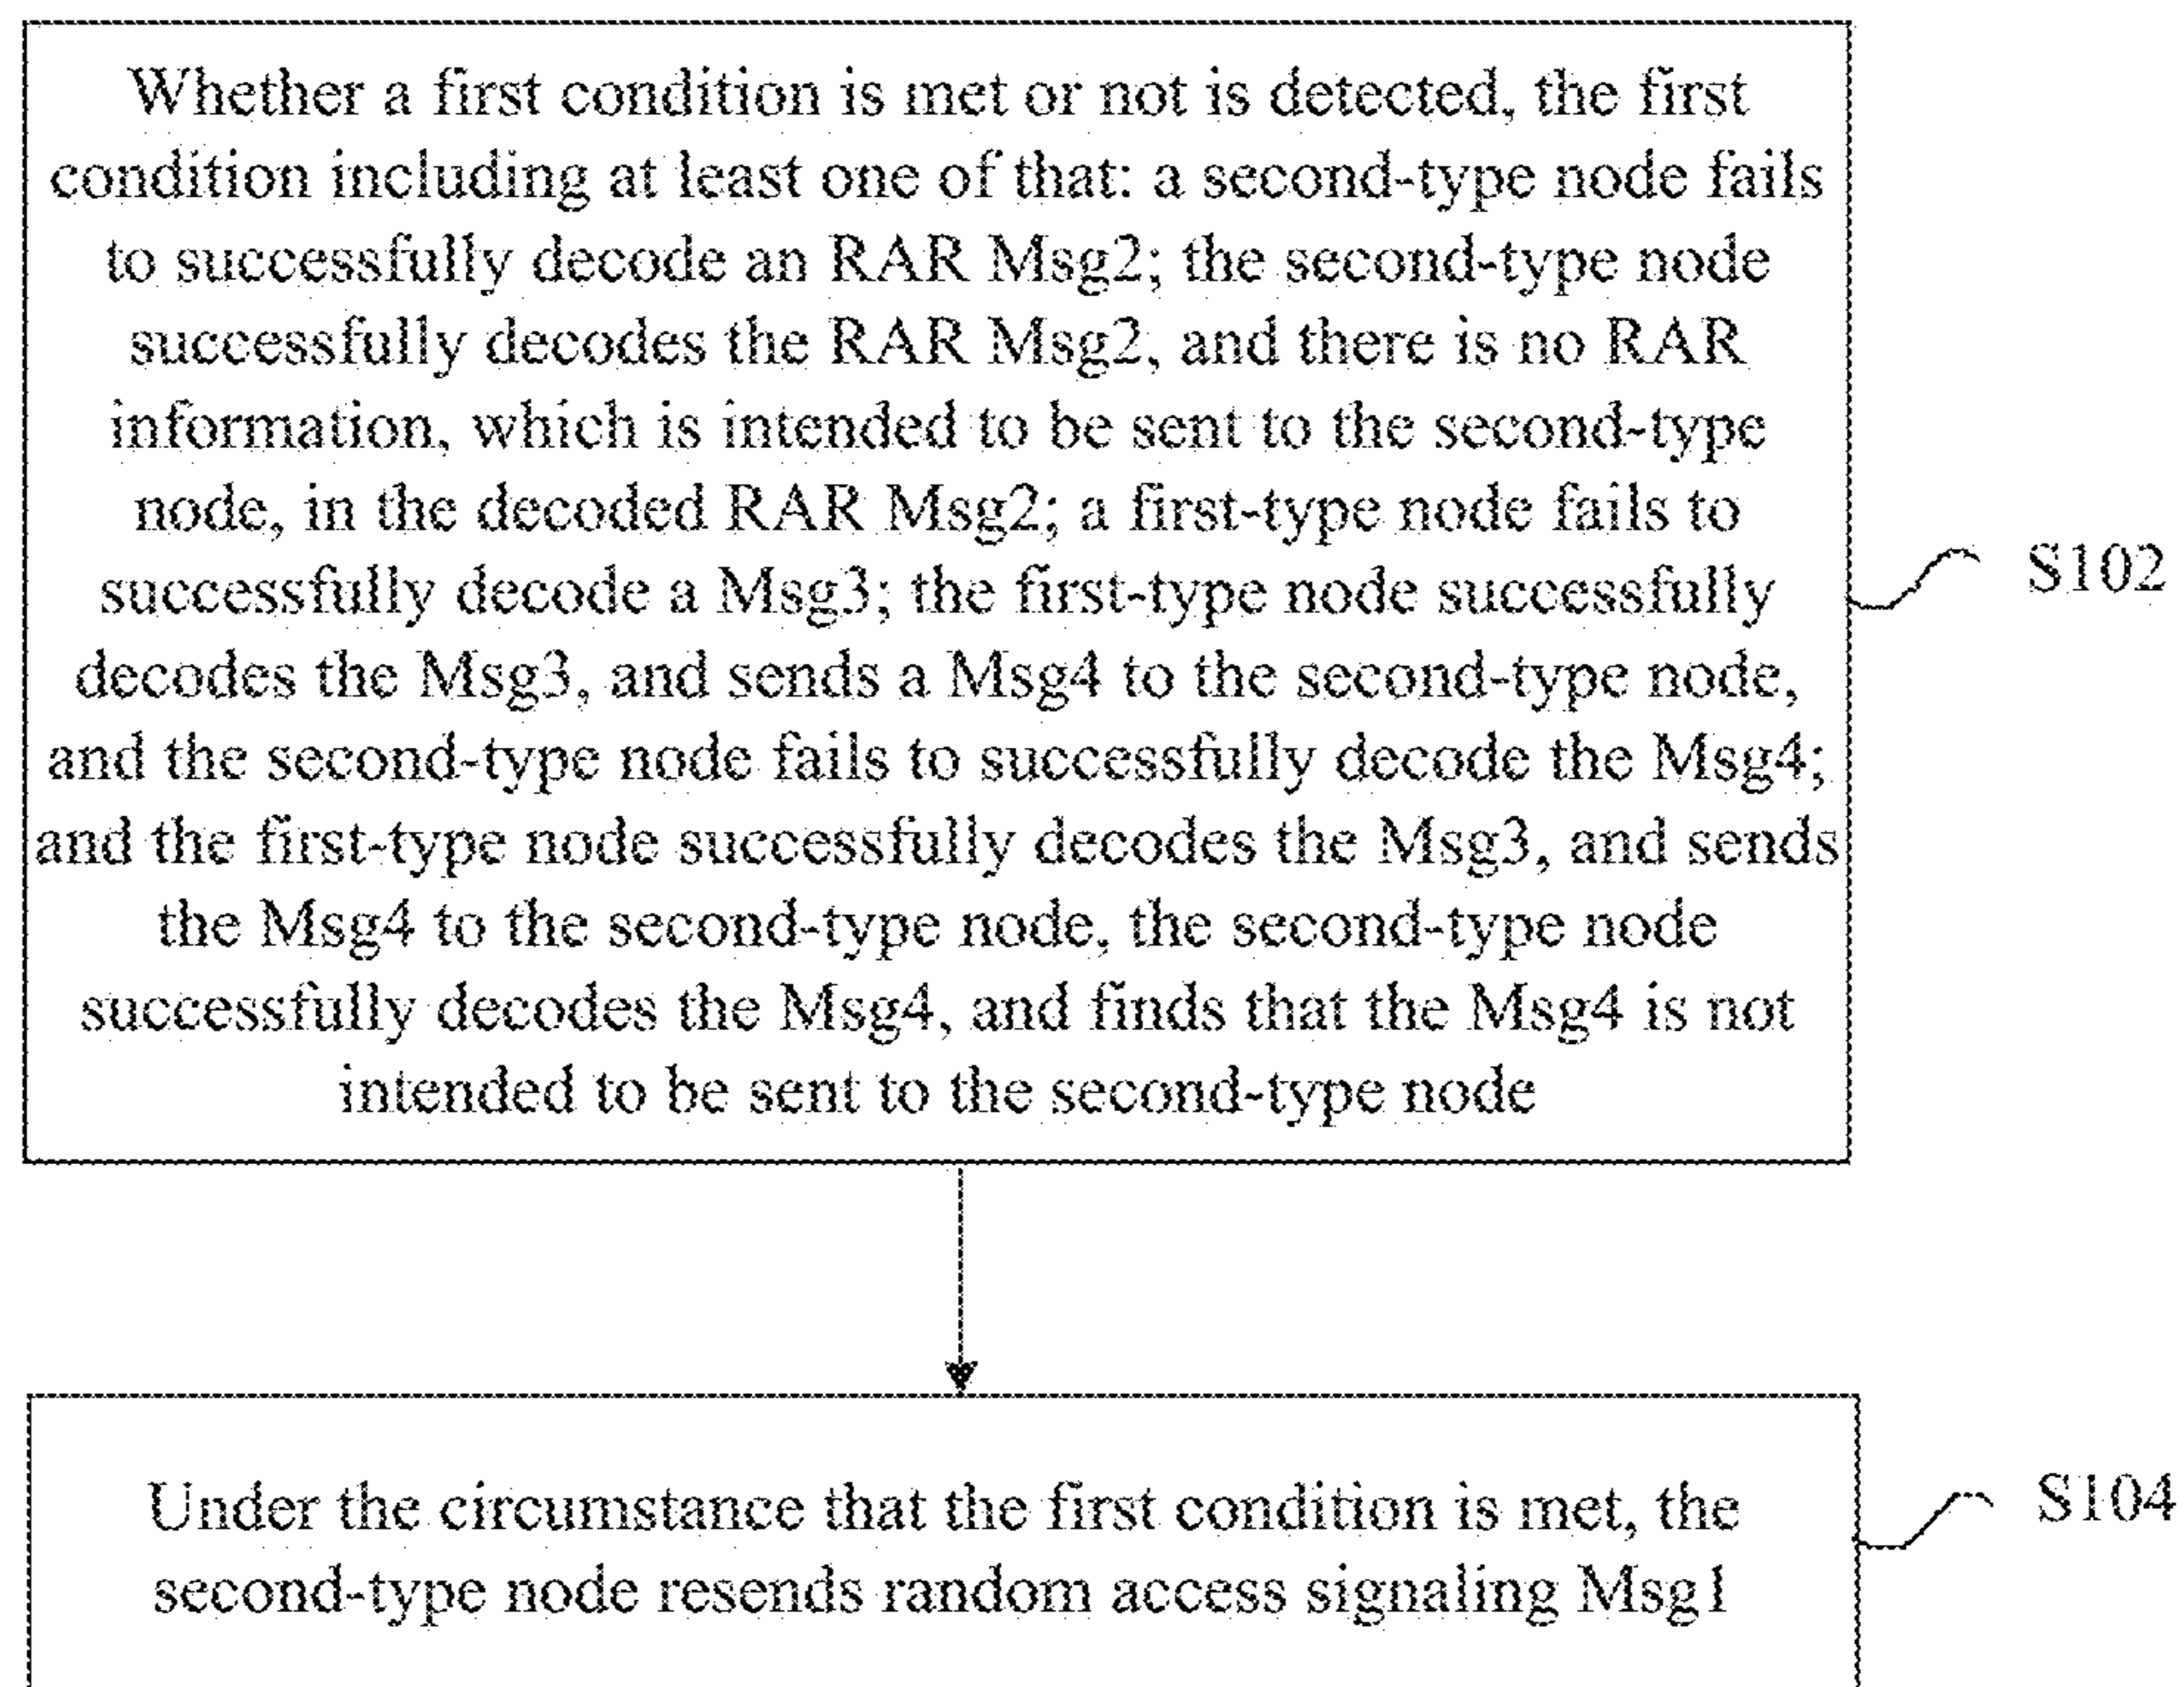 Whether a first condition is met or not is detected, the first
condition including at least one of that: a second-type node fails
to successfully decode an RAR Msg2; the second-type node
successfully decodes the RAR Msg2, and there is no RAR
information, which is intended to be sent to the second-type
node, in the decoded RAR Msg2; a first-type node fails to
successfully decode a Msg3; the first-type node successfully
decodes the Msg3, and sends a Msg4 to the second-type node,
and the second-type node fails to successfully decode the Msg4;
and the first-type node successfully decodes the Msg3, and sends
the Msg4 to the second-type node, the second-type node
successfully decodes the Msg4, and finds that the Msg4 is not
intended to be sent to the second-type node
S102
Under the circumstance that the first condition is met, the
second-type node resends random access signaling Msg1
S104